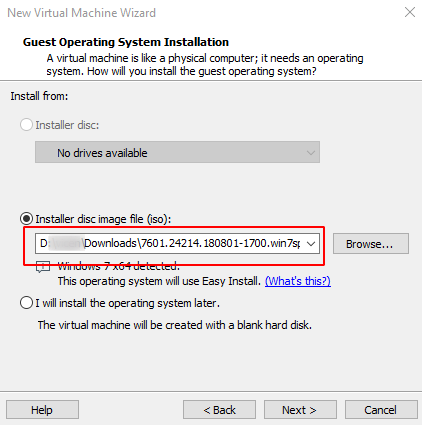 New Virtual Machine Wizard
Guest Operating System Installation
A virtual machine is like a physical computer; it needs an operating
system. How will you install the guest operating system?
Install from:
Installer disc:
No drives available
Installer disc image file (iso):
D:\Downloads\7601.24214.180801-1700.win7sp
Browse...
Windows 7 x64 detected.
This operating system will use Easy Install. (What's this?)
I will install the operating system later.
The virtual machine will be created with a blank hard disk.
Help
< Back
Next >
Cancel